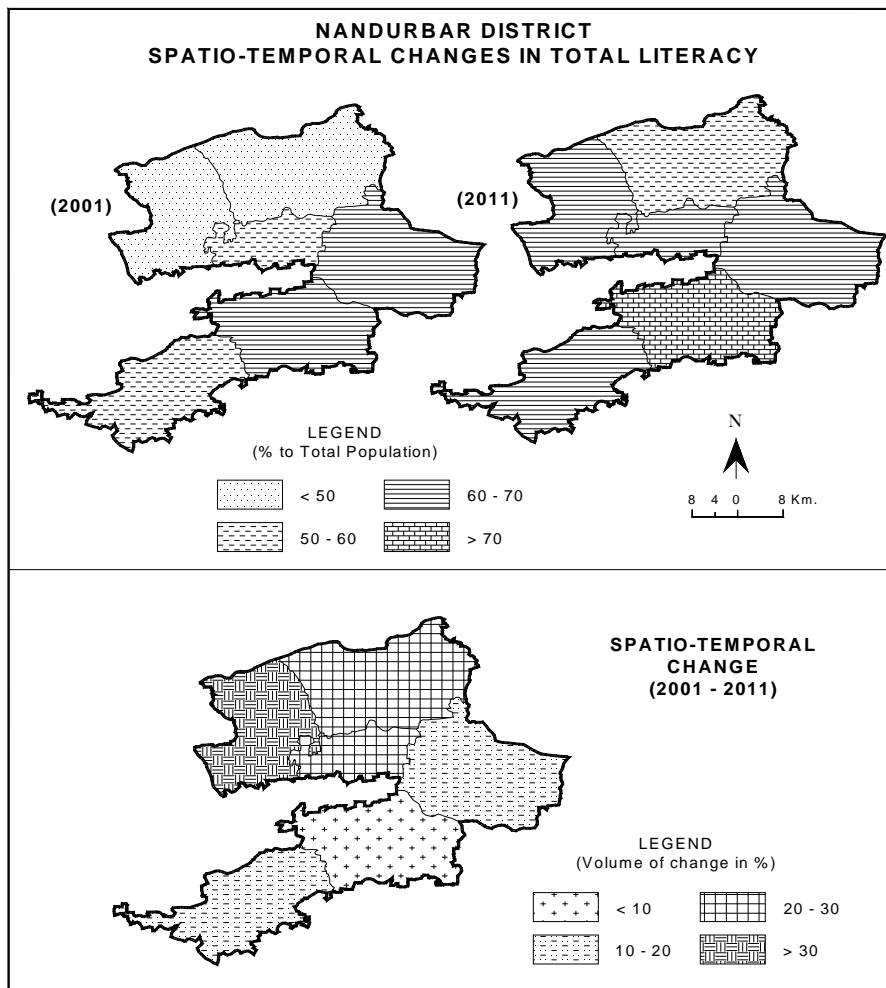 NANDURBAR DISTRICT
SPATIO-TEMPORAL CHANGES IN TOTAL LITERACY
(2001)
(2011)
LEGEND
(% to Total Population)
< 50
60 - 70
50 - 60
> 70
N
8 4 0 8 Km.
SPATIO-TEMPORAL
CHANGE
(2001 - 2011)
LEGEND
(Volume of change in %)
< 10
20 - 30
10 - 20
> 30